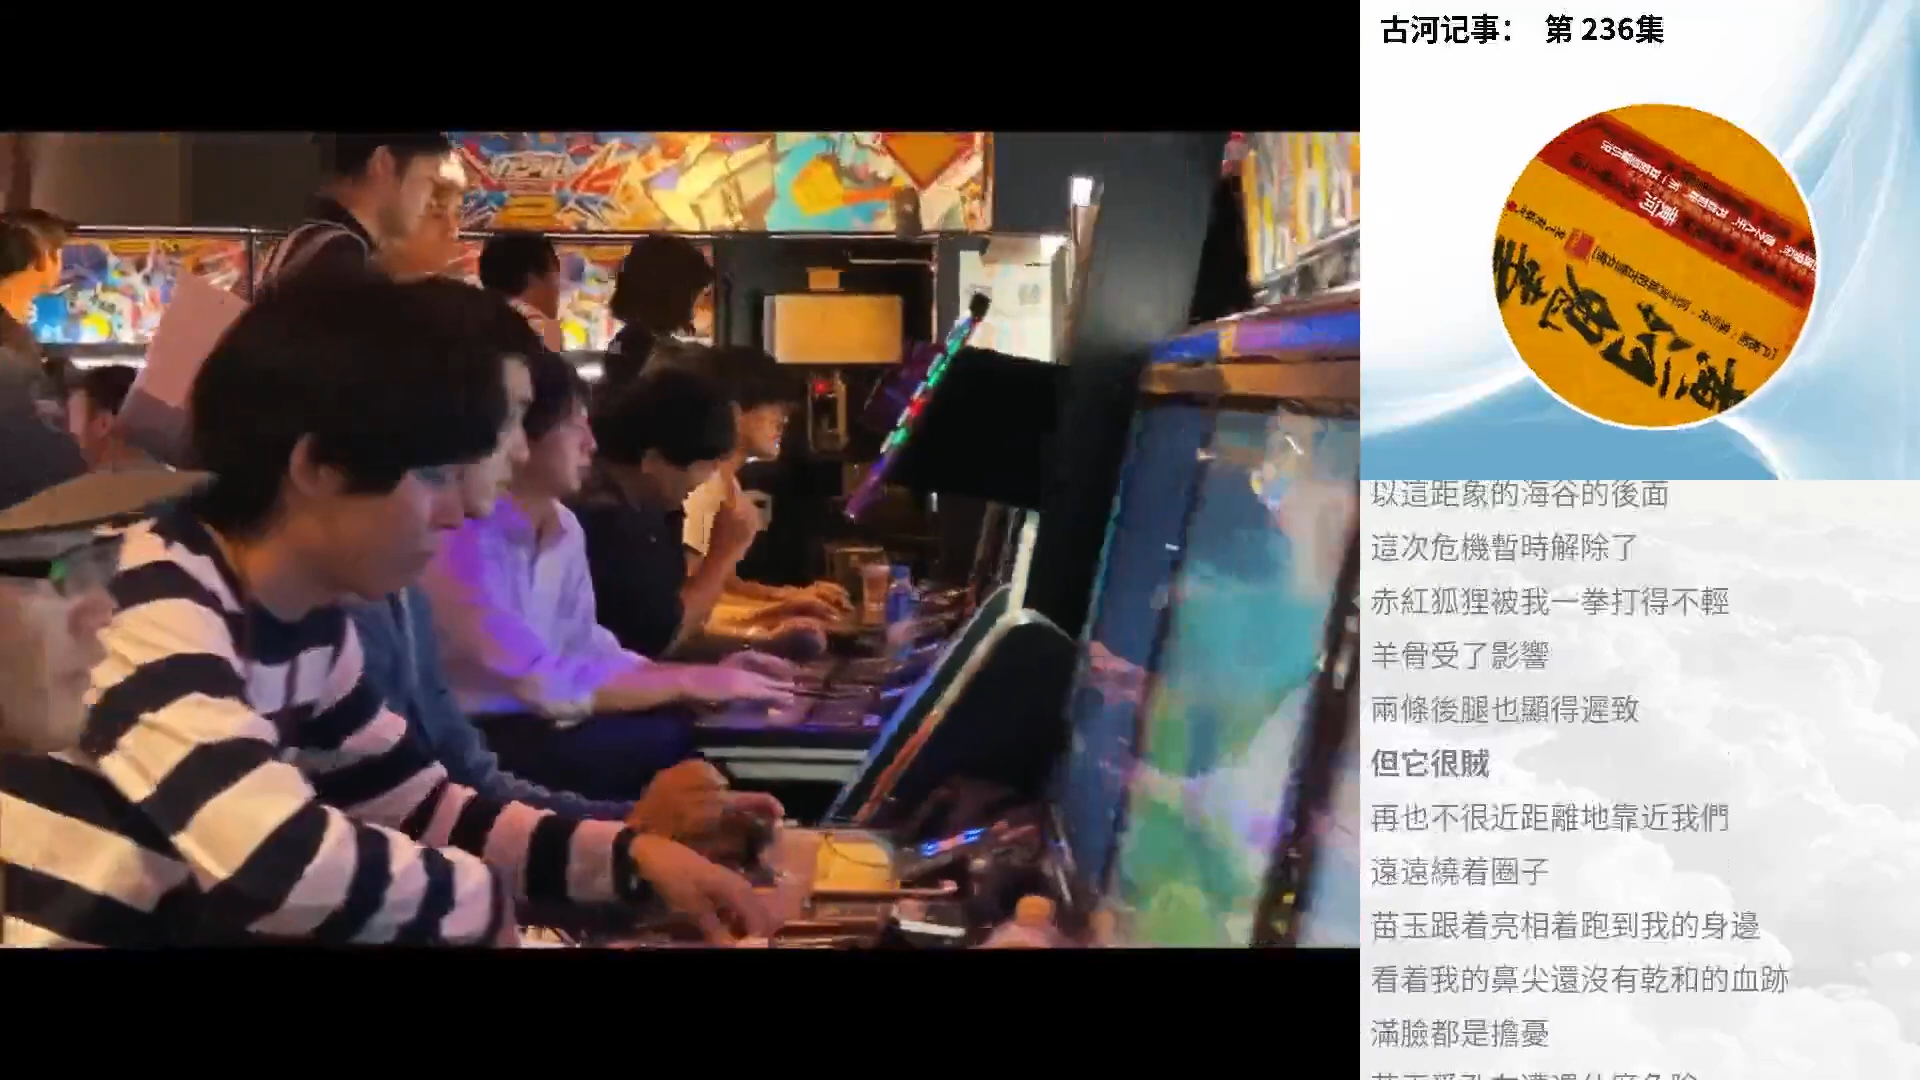 古河记事： 第 236集
以這距象的海谷的後面
這次危機暫時解除了
赤紅狐狸被我一拳打得不輕
羊骨受了影響
兩條後腿也顯得遲致
但它很賊
再也不很近距離地靠近我們
遠遠繞着圈子
苗玉跟着亮相着跑到我的身邊
看着我的鼻尖還沒有乾和的血跡
滿臉都是擔憂
黃河